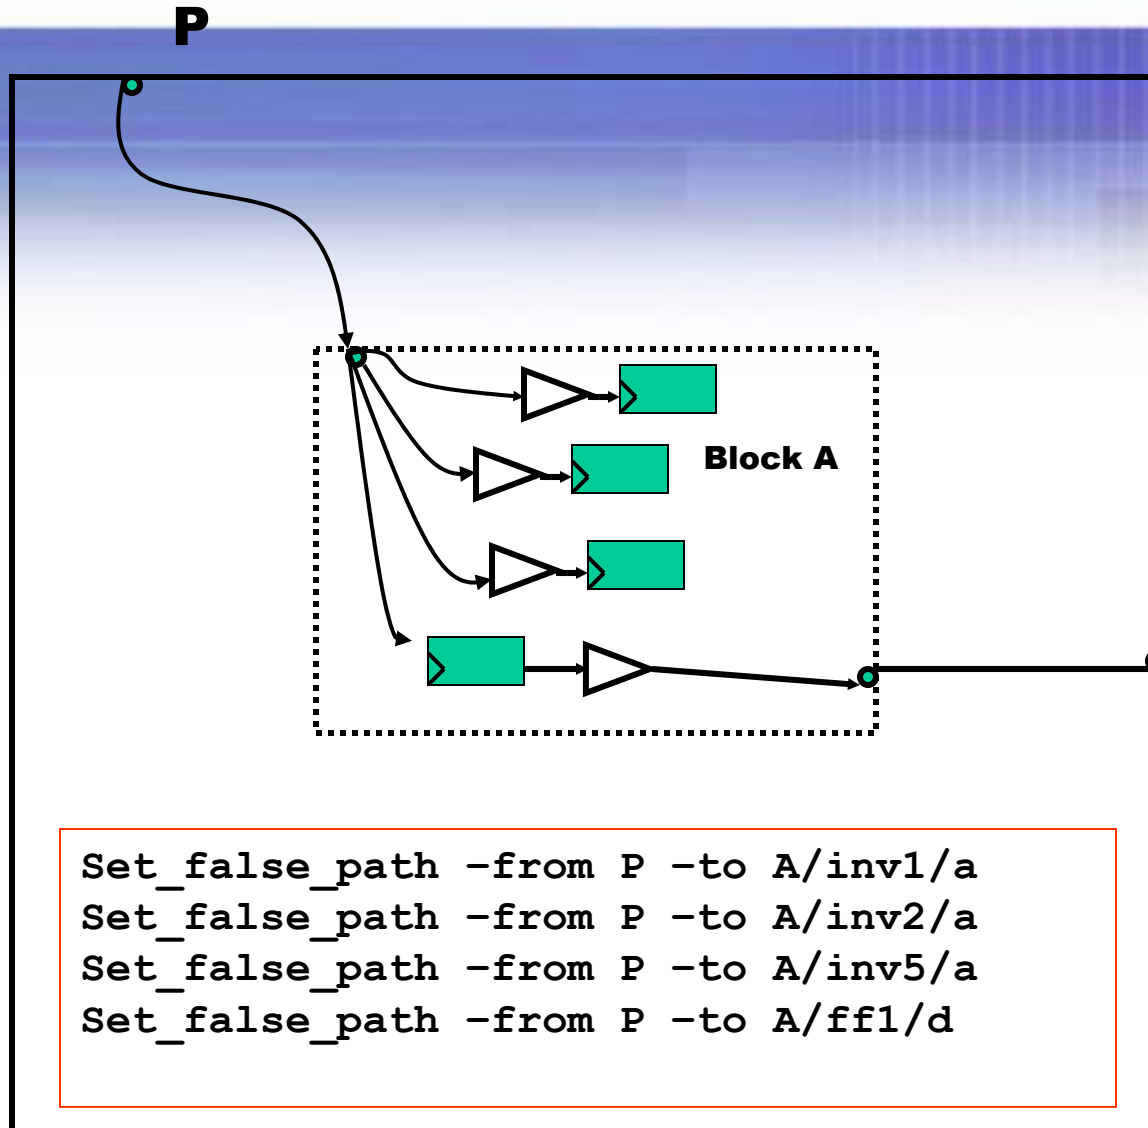 P
Block A
Set_false_path –from P –to A/inv1/a
Set_false_path –from P –to A/inv2/a
Set_false_path –from P –to A/inv5/a
Set_false_path –from P –to A/ff1/d